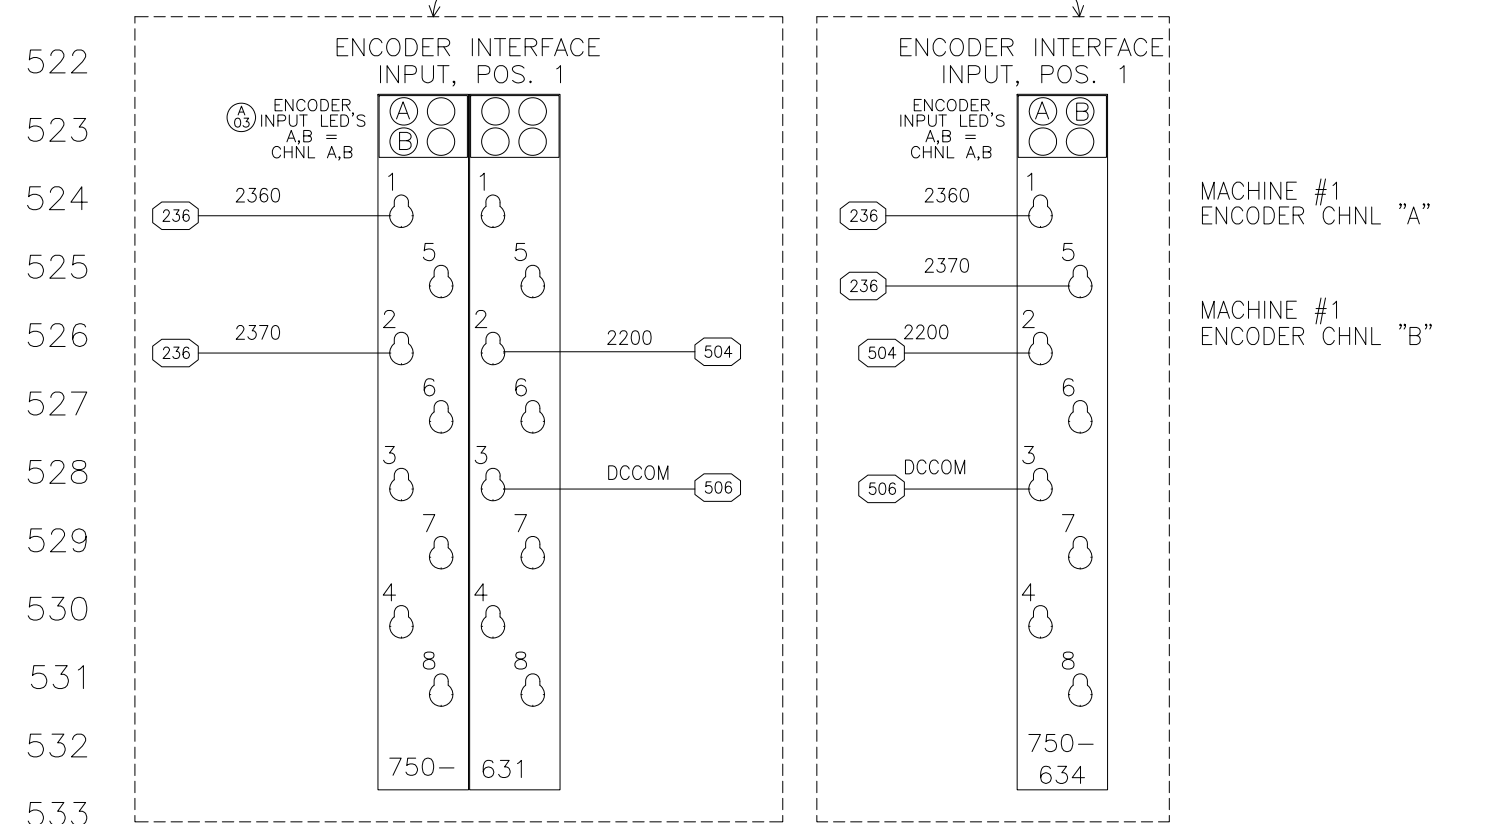 522
ENCODER INTERFACE
INPUT, POS. 1
ENCODER INTERFACE
INPUT, POS. 1
523
A
03
ENCODER
INPUT LED'S
A,B =
CHNL A,B
A
B
ENCODER
INPUT LED'S
A,B =
CHNL A,B
A B
524
236
2360
1
1
236
2360
1
MACHINE #1
ENCODER CHNL "A"
525
5
5
236
2370
5
526
236
2370
2
2
2200
504
504
2200
2
MACHINE #1
ENCODER CHNL "B"
527
6
6
6
528
3
3
DCCOM
506
506
DCCOM
3
529
7
7
7
530
4
4
4
531
8
8
8
532
750-
631
750-
634
533